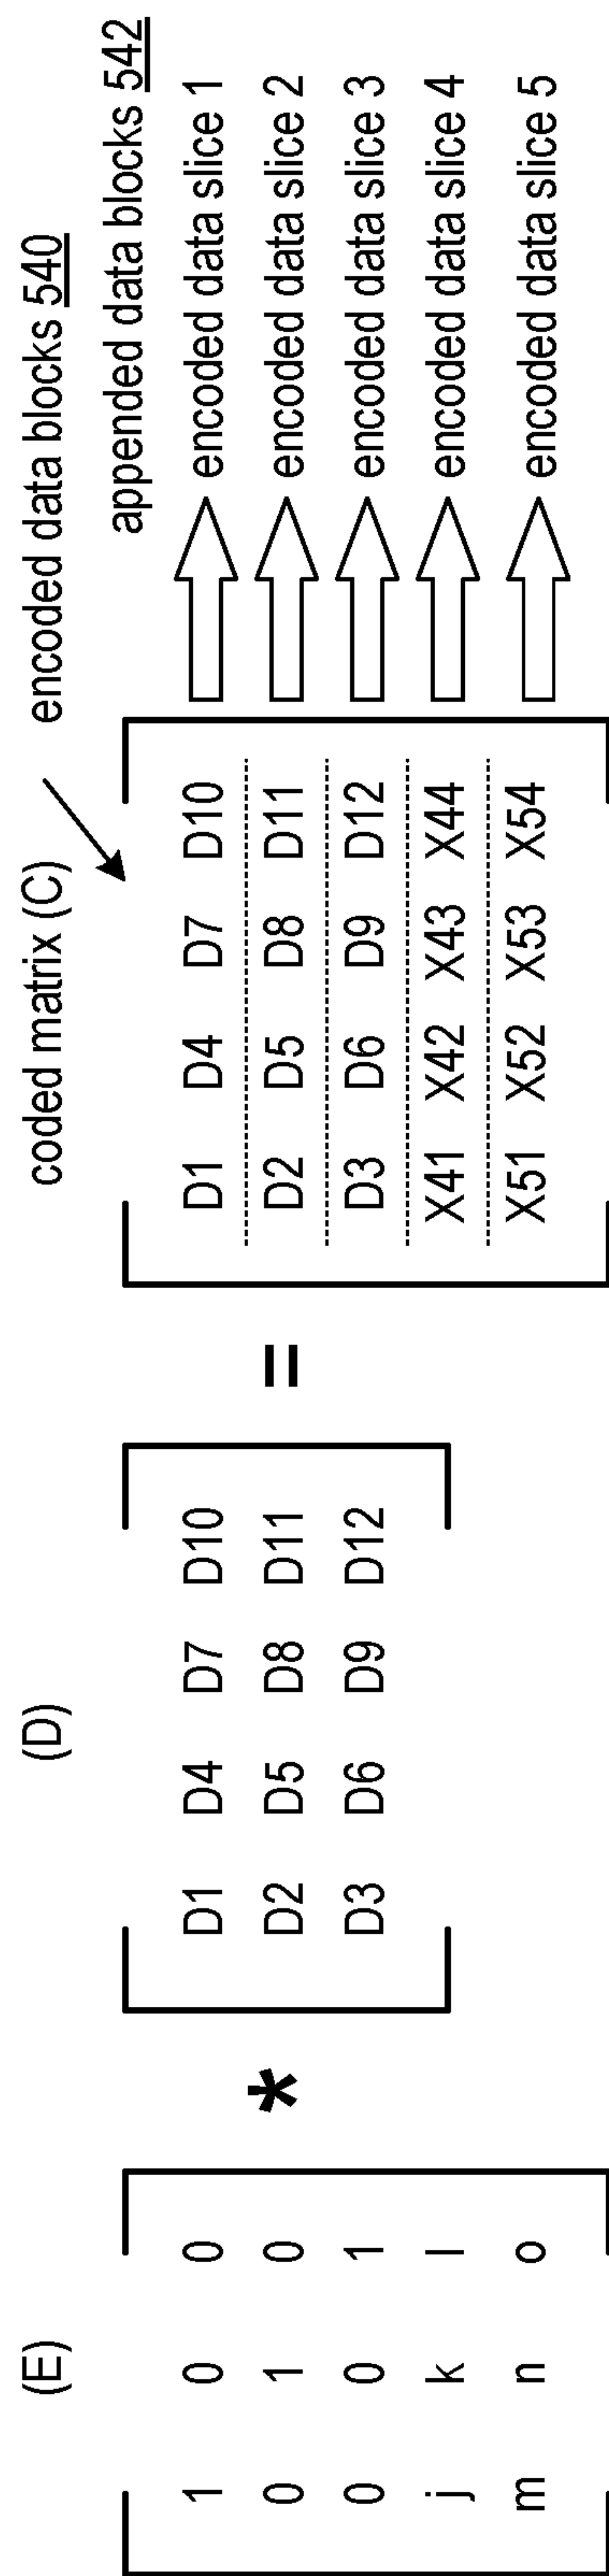 (E) (D) coded matrix (C) encoded data blocks 540
appended data blocks 542
1 0 0 D1 D4 D7 D10 D1 D4 D7 D10 encoded data slice 1
0 1 0 * D2 D5 D8 D11 = D2 D5 D8 D11 encoded data slice 2
0 0 1 D3 D6 D9 D12 D3 D6 D9 D12 encoded data slice 3
j k l X41 X42 X43 X44 encoded data slice 4
m n o X51 X52 X53 X54 encoded data slice 5